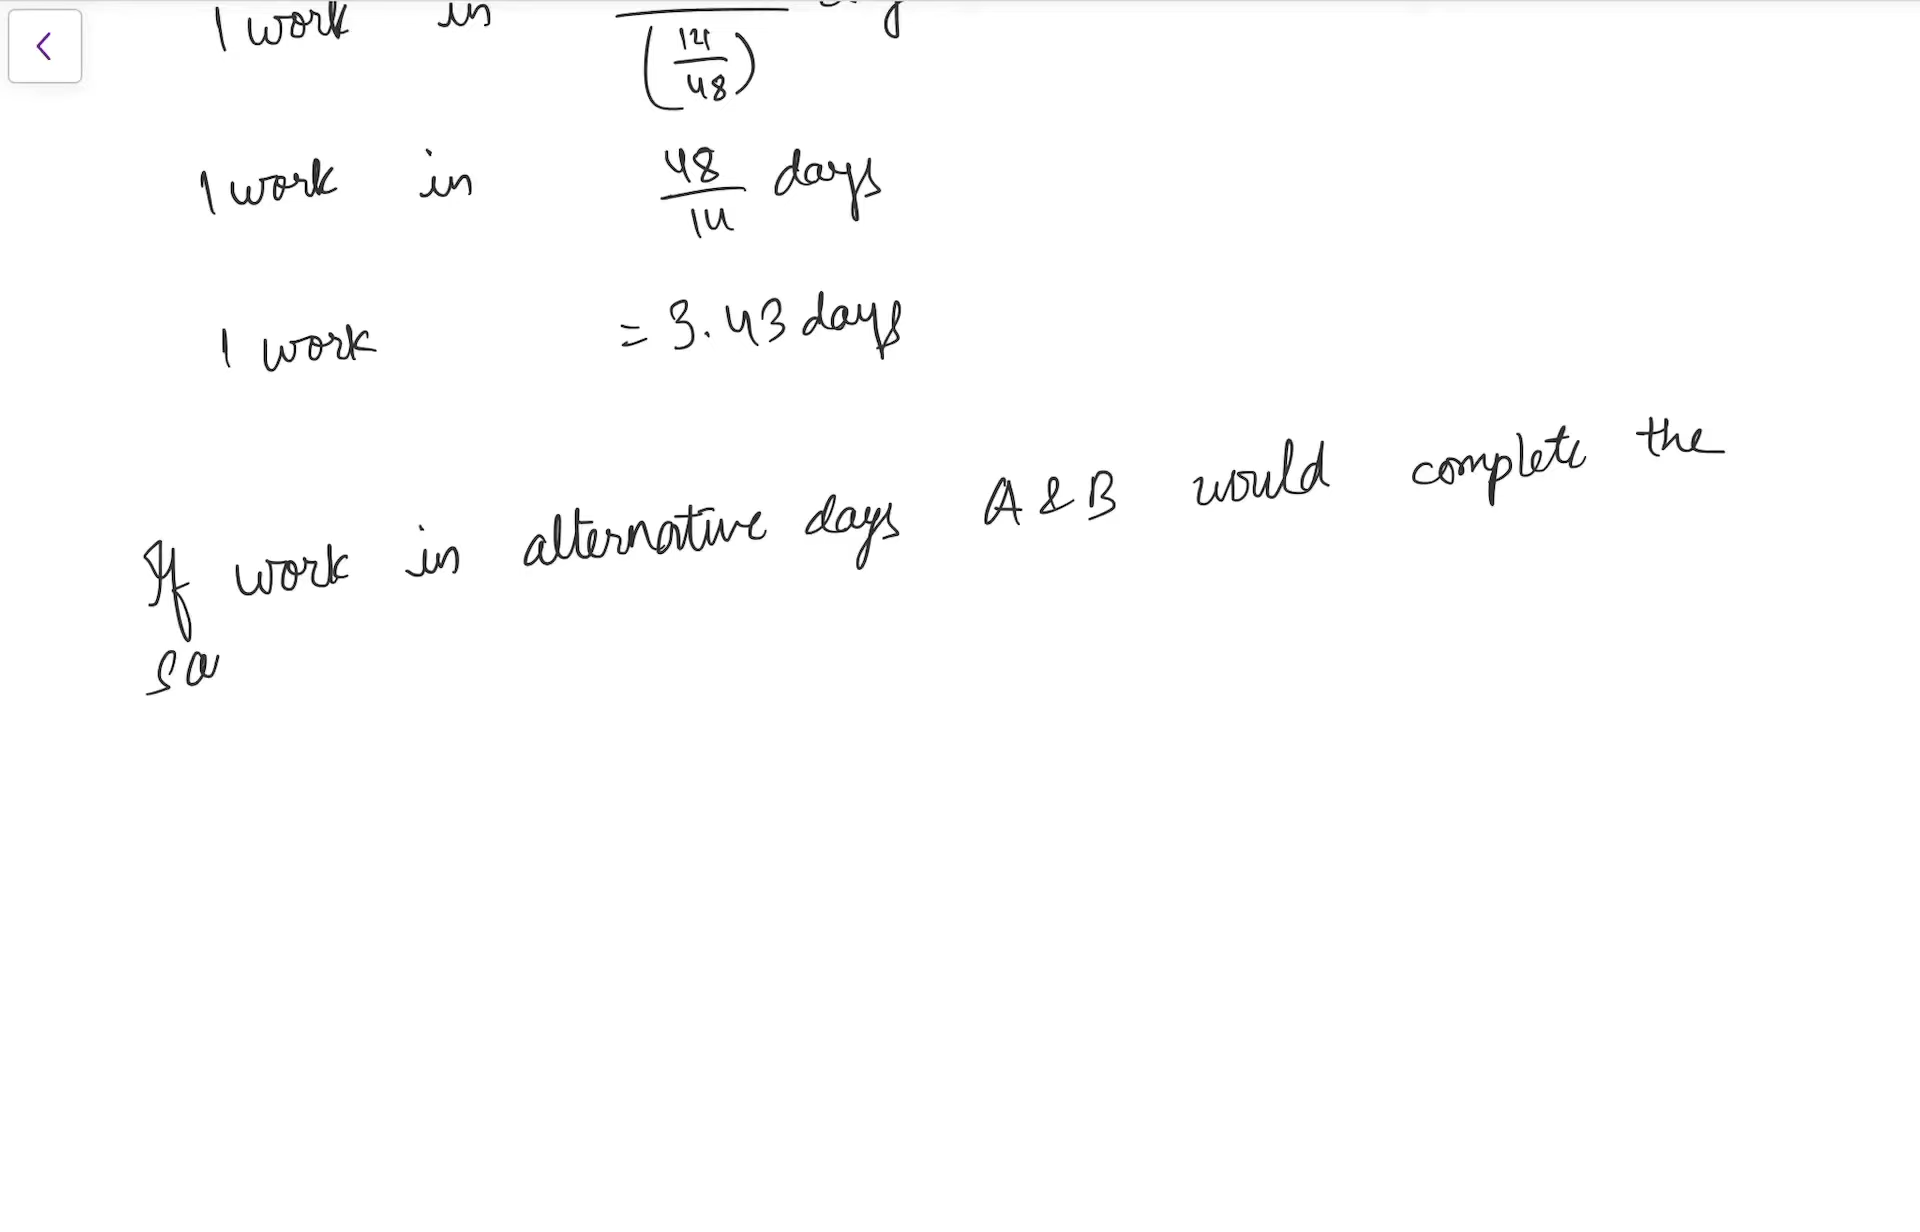 1 work in
(14/48)
1 work in 48/14 days
1 work = 3.43 days
If work in alternative days A & B would complete the
sa